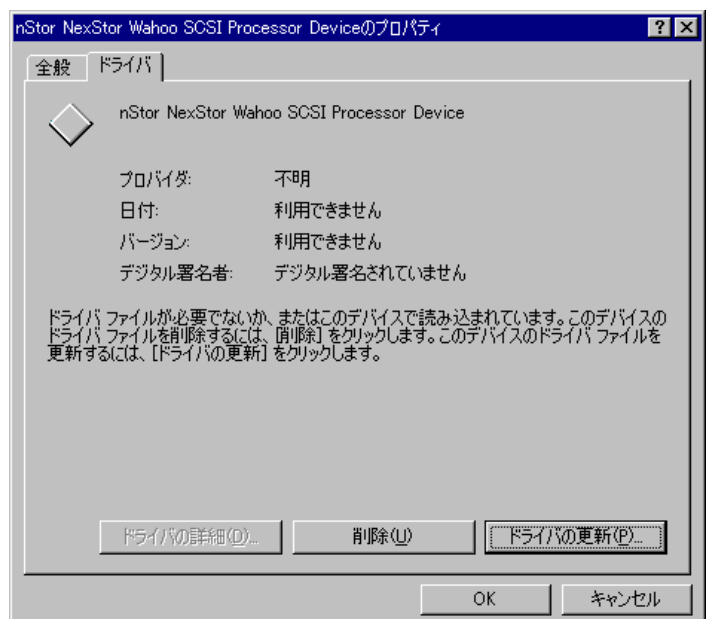 nStor NexStor Wahoo SCSI Processor Deviceのプロパティ
全般 ドライバ
nStor NexStor Wahoo SCSI Processor Device
プロバイダ: 不明
日付: 利用できません
バージョン: 利用できません
デジタル署名者: デジタル署名されていません
ドライバ ファイルが必要でないか、またはこのデバイスで読み込まれています。このデバイスの
ドライバ ファイルを削除するには、[削除] をクリックします。このデバイスのドライバ ファイルを
更新するには、[ドライバの更新] をクリックします。
ドライバの詳細(D)... 削除(U) ドライバの更新(P)...
OK キャンセル